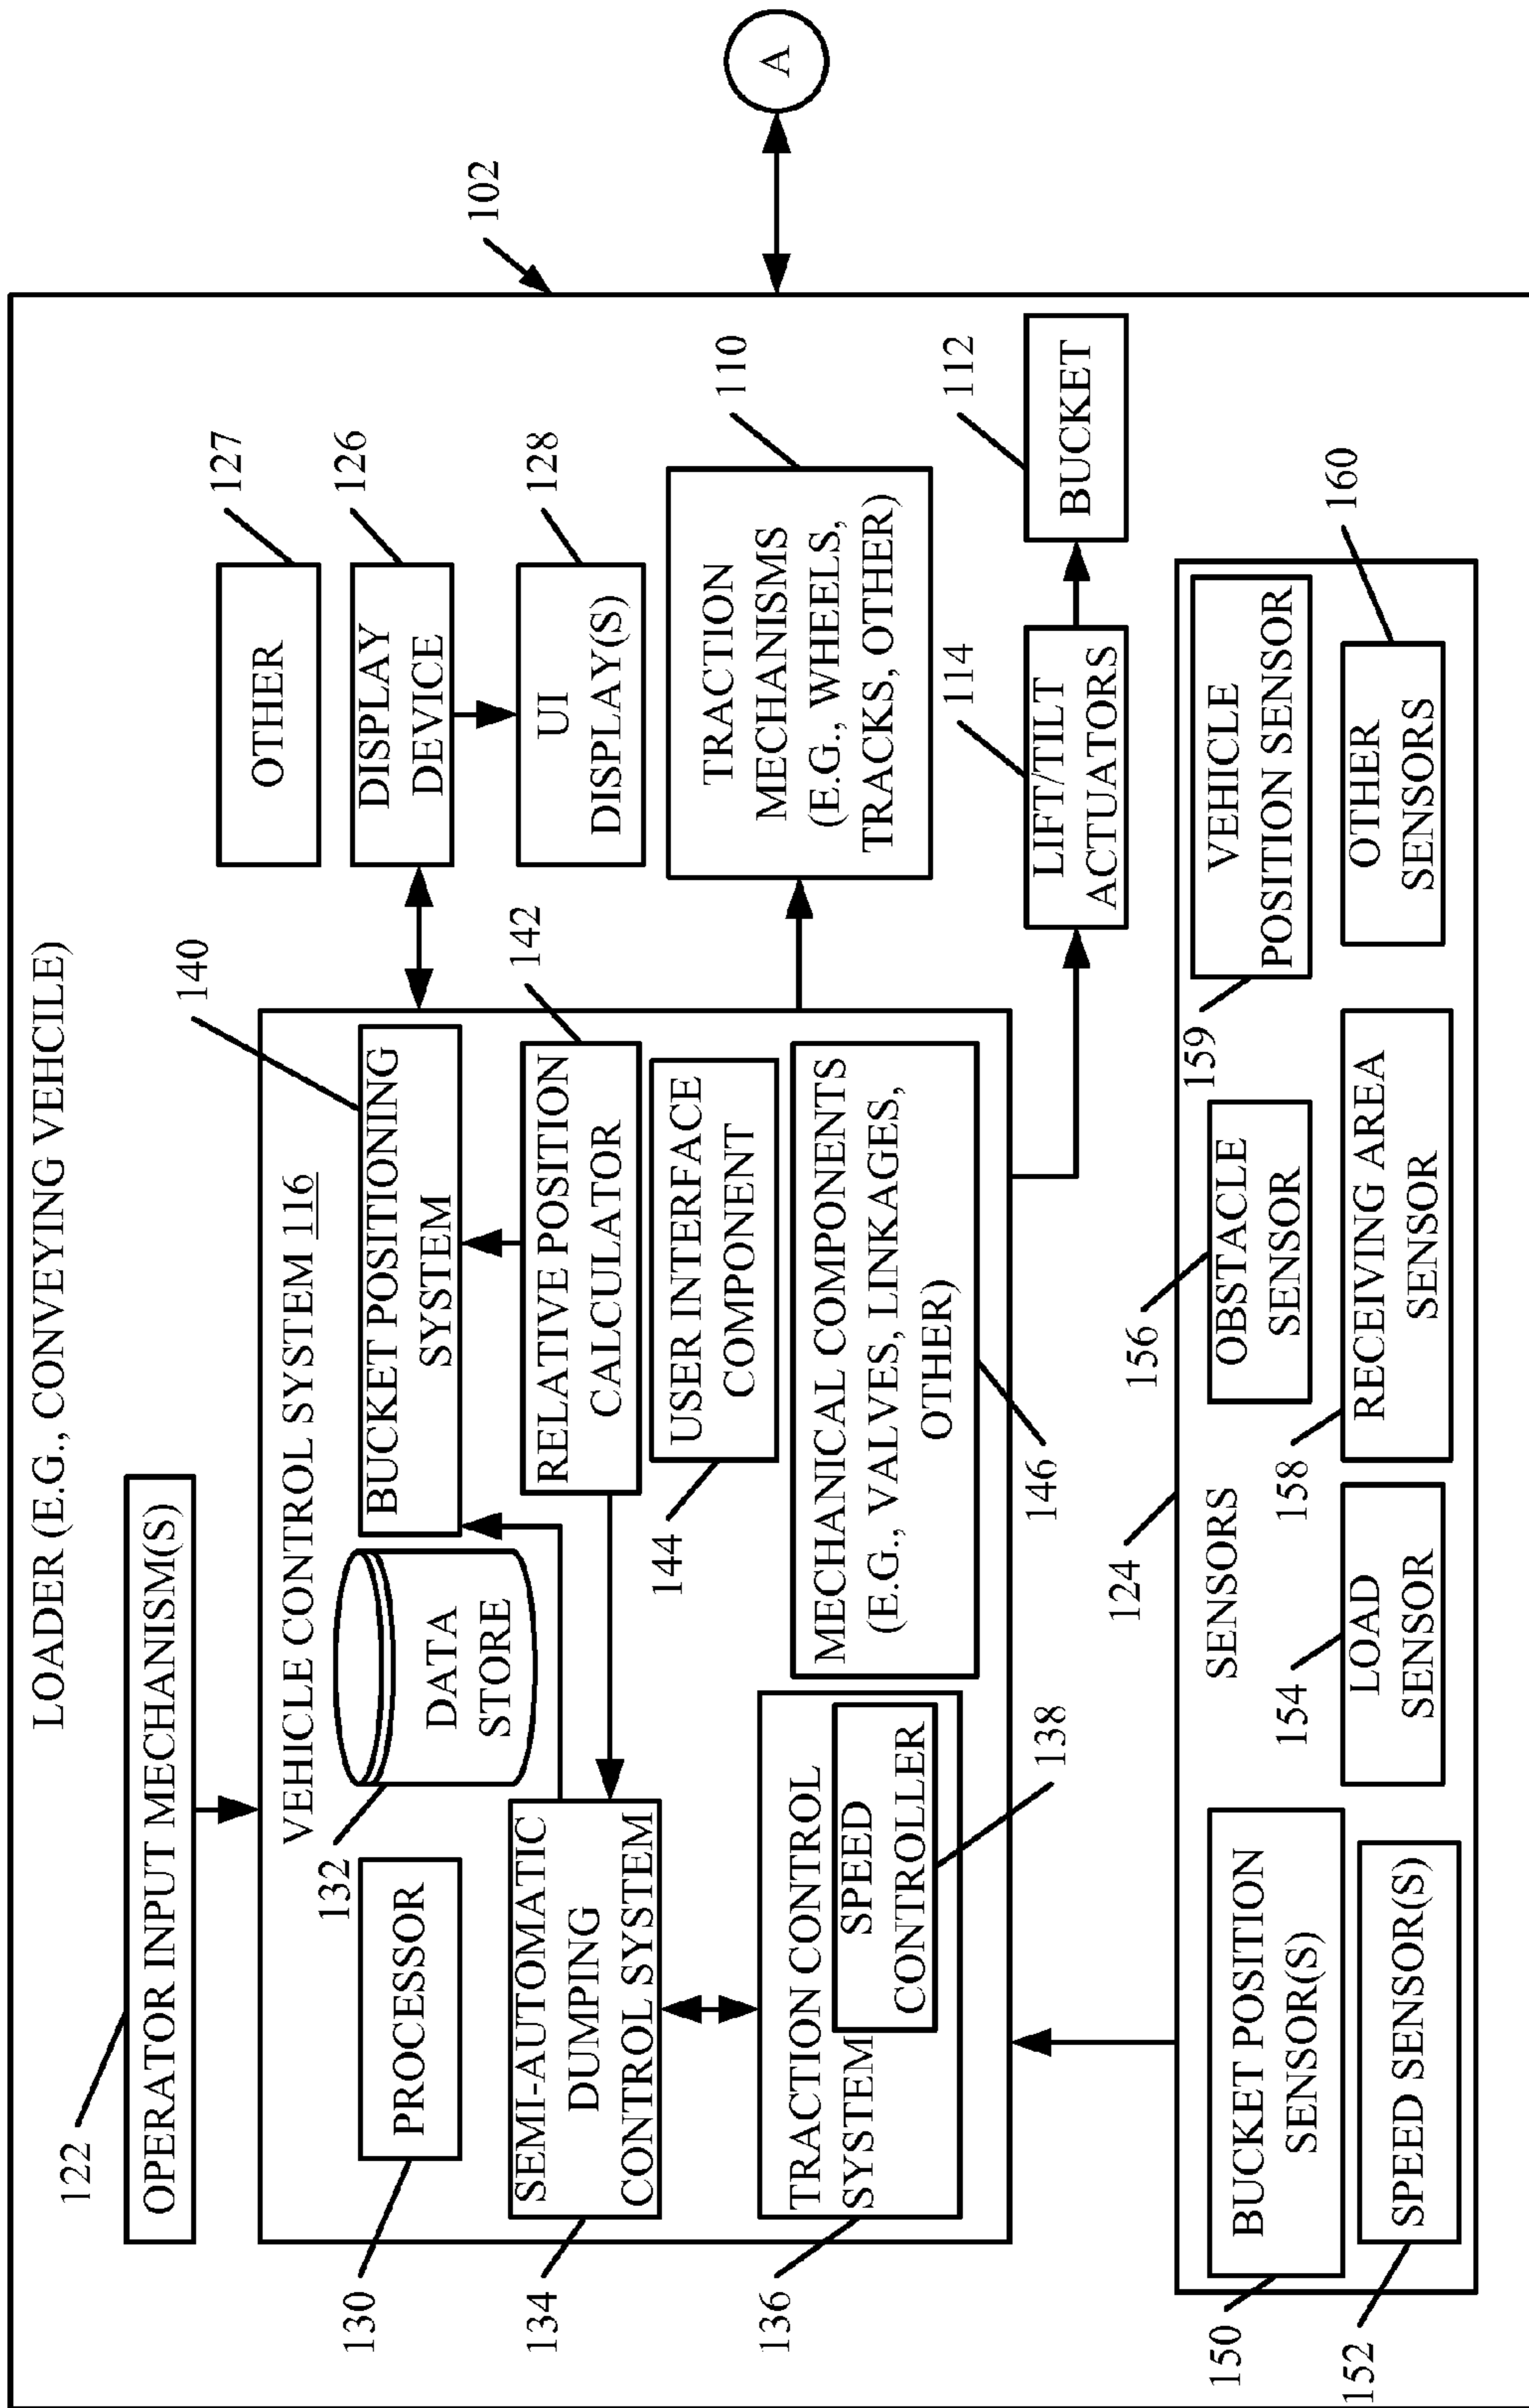 LOADER (E.G., CONVEYING VEHCILE)
102
A
122
OPERATOR INPUT MECHANISM(S)
VEHICLE CONTROL SYSTEM 116
130
PROCESSOR
132
DATA
STORE
140
BUCKET POSITIONING
SYSTEM
134
SEMI-AUTOMATIC
DUMPING
CONTROL SYSTEM
142
RELATIVE POSITION
CALCULATOR
144
USER INTERFACE
COMPONENT
136
TRACTION CONTROL
SYSTEM
SPEED
CONTROLLER
138
MECHANICAL COMPONENTS
(E.G., VALVES, LINKAGES,
OTHER)
146
127
OTHER
126
DISPLAY
DEVICE
128
UI
DISPLAY(S)
110
TRACTION
MECHANISMS
(E.G., WHEELS,
TRACKS, OTHER)
114
LIFT/TILT
ACTUATORS
112
BUCKET
124
SENSORS
150
BUCKET POSITION
SENSOR(S)
152
SPEED SENSOR(S)
154
LOAD
SENSOR
156
OBSTACLE
SENSOR
158
RECEIVING AREA
SENSOR
159
VEHICLE
POSITION SENSOR
160
OTHER
SENSORS